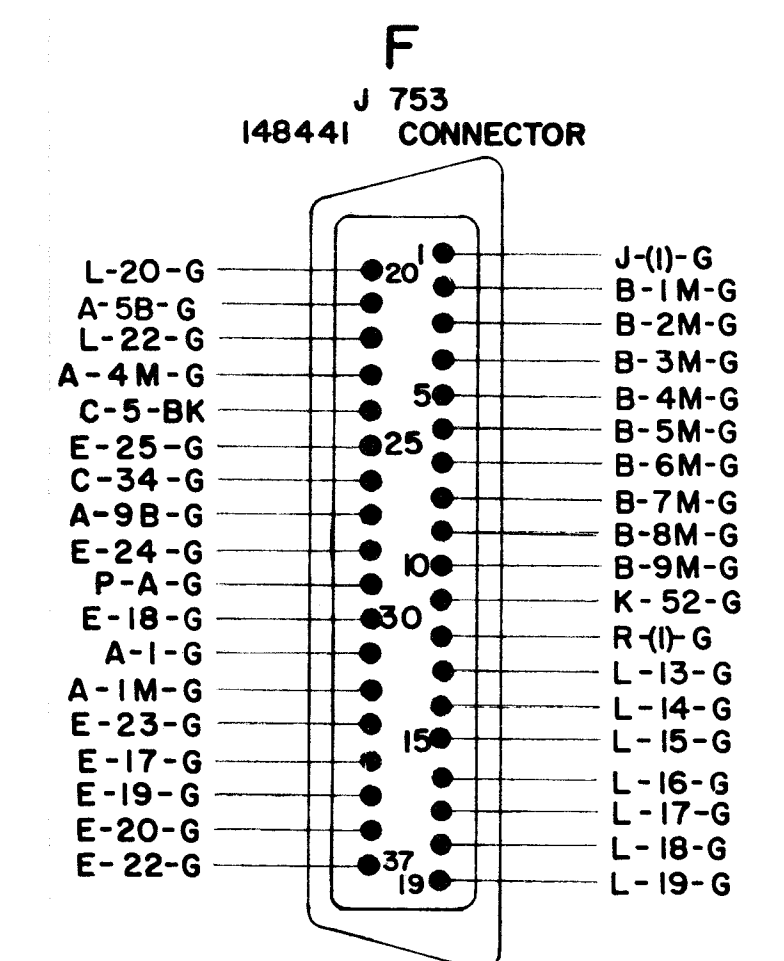 F
J 753
148441 CONNECTOR
L-20-G
A-5B-G
L-22-G
A-4M-G
C-5-BK
E-25-G
C-34-G
A-9B-G
E-24-G
P-A-G
E-18-G
A-1-G
A-1M-G
E-23-G
E-17-G
E-19-G
E-20-G
E-22-G
20
25
30
37
1
5
10
15
19
J-(1)-G
B-1M-G
B-2M-G
B-3M-G
B-4M-G
B-5M-G
B-6M-G
B-7M-G
B-8M-G
B-9M-G
K-52-G
R-(1)-G
L-13-G
L-14-G
L-15-G
L-16-G
L-17-G
L-18-G
L-19-G